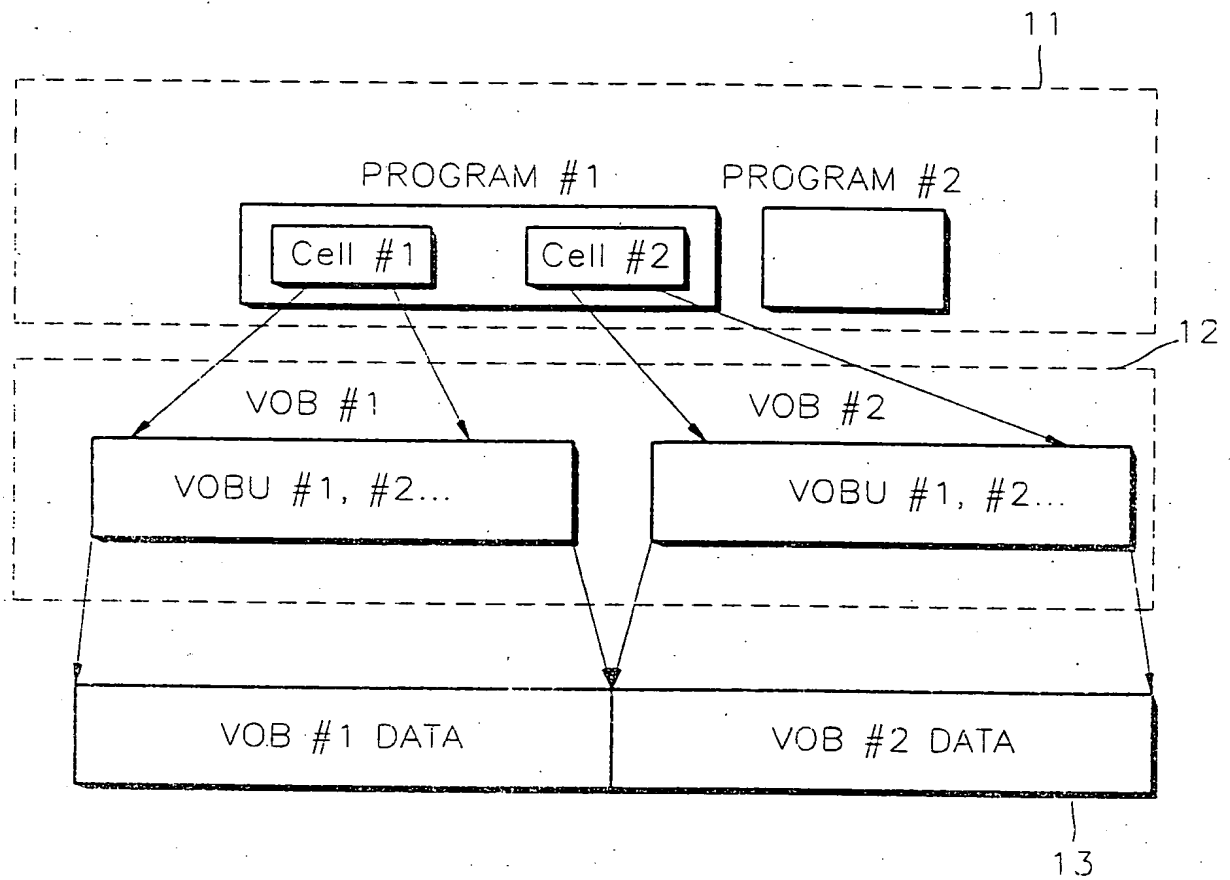 11
PROGRAM #1 PROGRAM #2
Cell #1 Cell #2
12
VOB #1 VOB #2
VOBU #1, #2... VOBU #1, #2...
VOB #1 DATA VOB #2 DATA
13